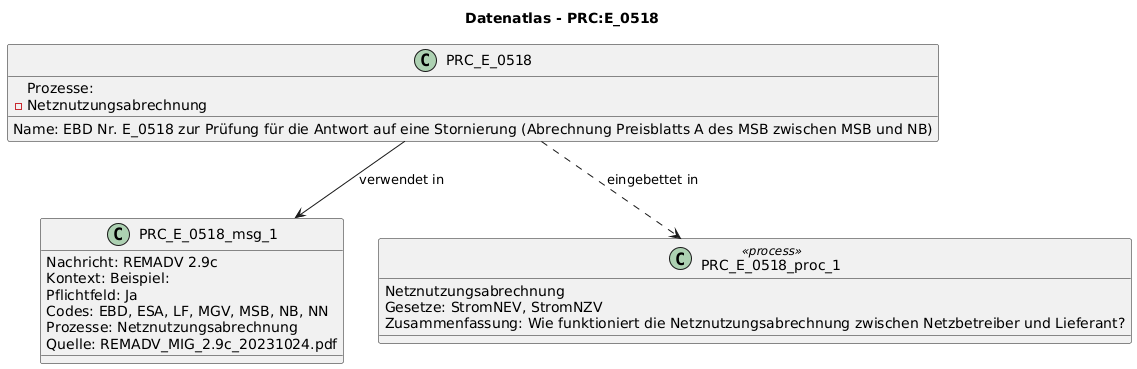 Datenatlas - PRC:E_0518
C PRC_E_0518
Prozesse:
Netznutzungsabrechnung
Name: EBD Nr. E_0518 zur Prüfung für die Antwort auf eine Stornierung (Abrechnung Preisblatts A des MSB zwischen MSB und NB)
verwendet in
eingebettet in
C PRC_E_0518_msg_1
Nachricht: REMADV 2.9c
Kontext: Beispiel:
Pflichtfeld: Ja
Codes: EBD, ESA, LF, MGV, MSB, NB, NN
Prozesse: Netznutzungsabrechnung
Quelle: REMADV_MIG_2.9c_20231024.pdf
«process»
C PRC_E_0518_proc_1
Netznutzungsabrechnung
Gesetze: StromNEV, StromNZV
Zusammenfassung: Wie funktioniert die Netznutzungsabrechnung zwischen Netzbetreiber und Lieferant?